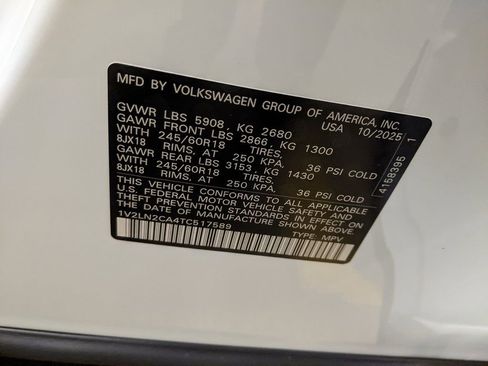 MFD BY VOLKSWAGEN GROUP OF AMERICA, INC.
USA 10/2025
GVWR LBS 5908, KG 2680
GAWR FRONT LBS 2866, KG 1300
WITH 245/60R18 TIRES,
8JX18 RIMS, AT 250 KPA, 36 PSI COLD
GAWR REAR LBS 3153, KG 1430
WITH 245/60R18 TIRES,
8JX18 RIMS, AT 250 KPA, 36 PSI COLD
THIS VEHICLE CONFORMS TO ALL APPLICABLE
U.S. FEDERAL MOTOR VEHICLE SAFETY AND
THEFT PREVENTION STANDARDS IN EFFECT
ON THE DATE OF MANUFACTURE SHOWN ABOVE.
1V2LN2CA4TC517589
TYPE: MPV
4158395 1